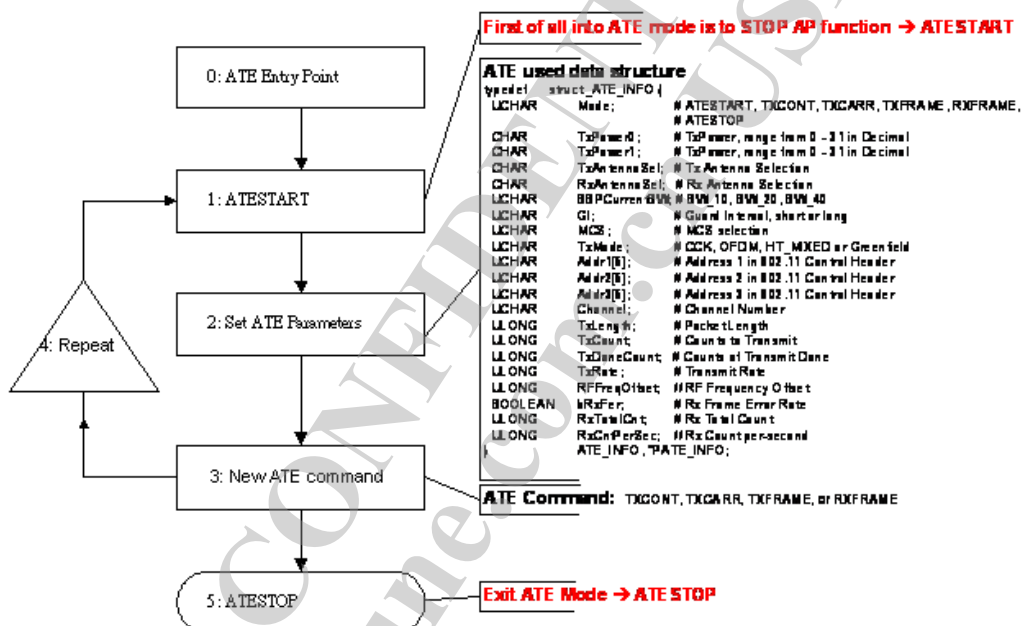 First of all into ATE mode is to STOP AP function → ATESTART
0: ATE Entry Point
ATE used data structure
typedef struct_ATE_INFO {
UCHAR Mode; # ATESTART, TXCONT, TXCARR, TXFRAME, RXFRAME,
# ATESTOP
CHAR TxPower0; # TxPower, range from 0 ~ 31 in Decimal
CHAR TxPower1; # TxPower, range from 0 ~ 31 in Decimal
CHAR TxAntennaSel; # Tx Antenna Selection
CHAR RxAntennaSel; # Rx Antenna Selection
UCHAR BBPCurrentBW; # BW_10, BW_20, BW_40
UCHAR GI; # Guard Interval, short or long
UCHAR MCS; # MCS selection
UCHAR TxMode; # CCK, OFDM, HT_MIXED or Greenfield
UCHAR Addr1[6]; # Address 1 in 802.11 Control Header
UCHAR Addr2[6]; # Address 2 in 802.11 Control Header
UCHAR Addr3[6]; # Address 3 in 802.11 Control Header
UCHAR Channel; # Channel Number
ULONG TxLength; # Packet Length
ULONG TxCount; # Counts to Transmit
ULONG TxDoneCount; # Counts of Transmit Done
ULONG TxRate; # Transmit Rate
ULONG RFFreqOffset; # RF Frequency Offset
BOOLEAN bRxFer; # Rx Frame Error Rate
ULONG RxTotalCnt; # Rx Total Count
ULONG RxCntPerSec; # Rx Count per-second
} ATE_INFO, *PATE_INFO;
1: ATESTART
2: Set ATE Parameters
4: Repeat
3: New ATE command
ATE Command: TXCONT, TXCARR, TXFRAME, or RXFRAME
5: ATESTOP
Exit ATE Mode → ATESTOP
CONFIDENT